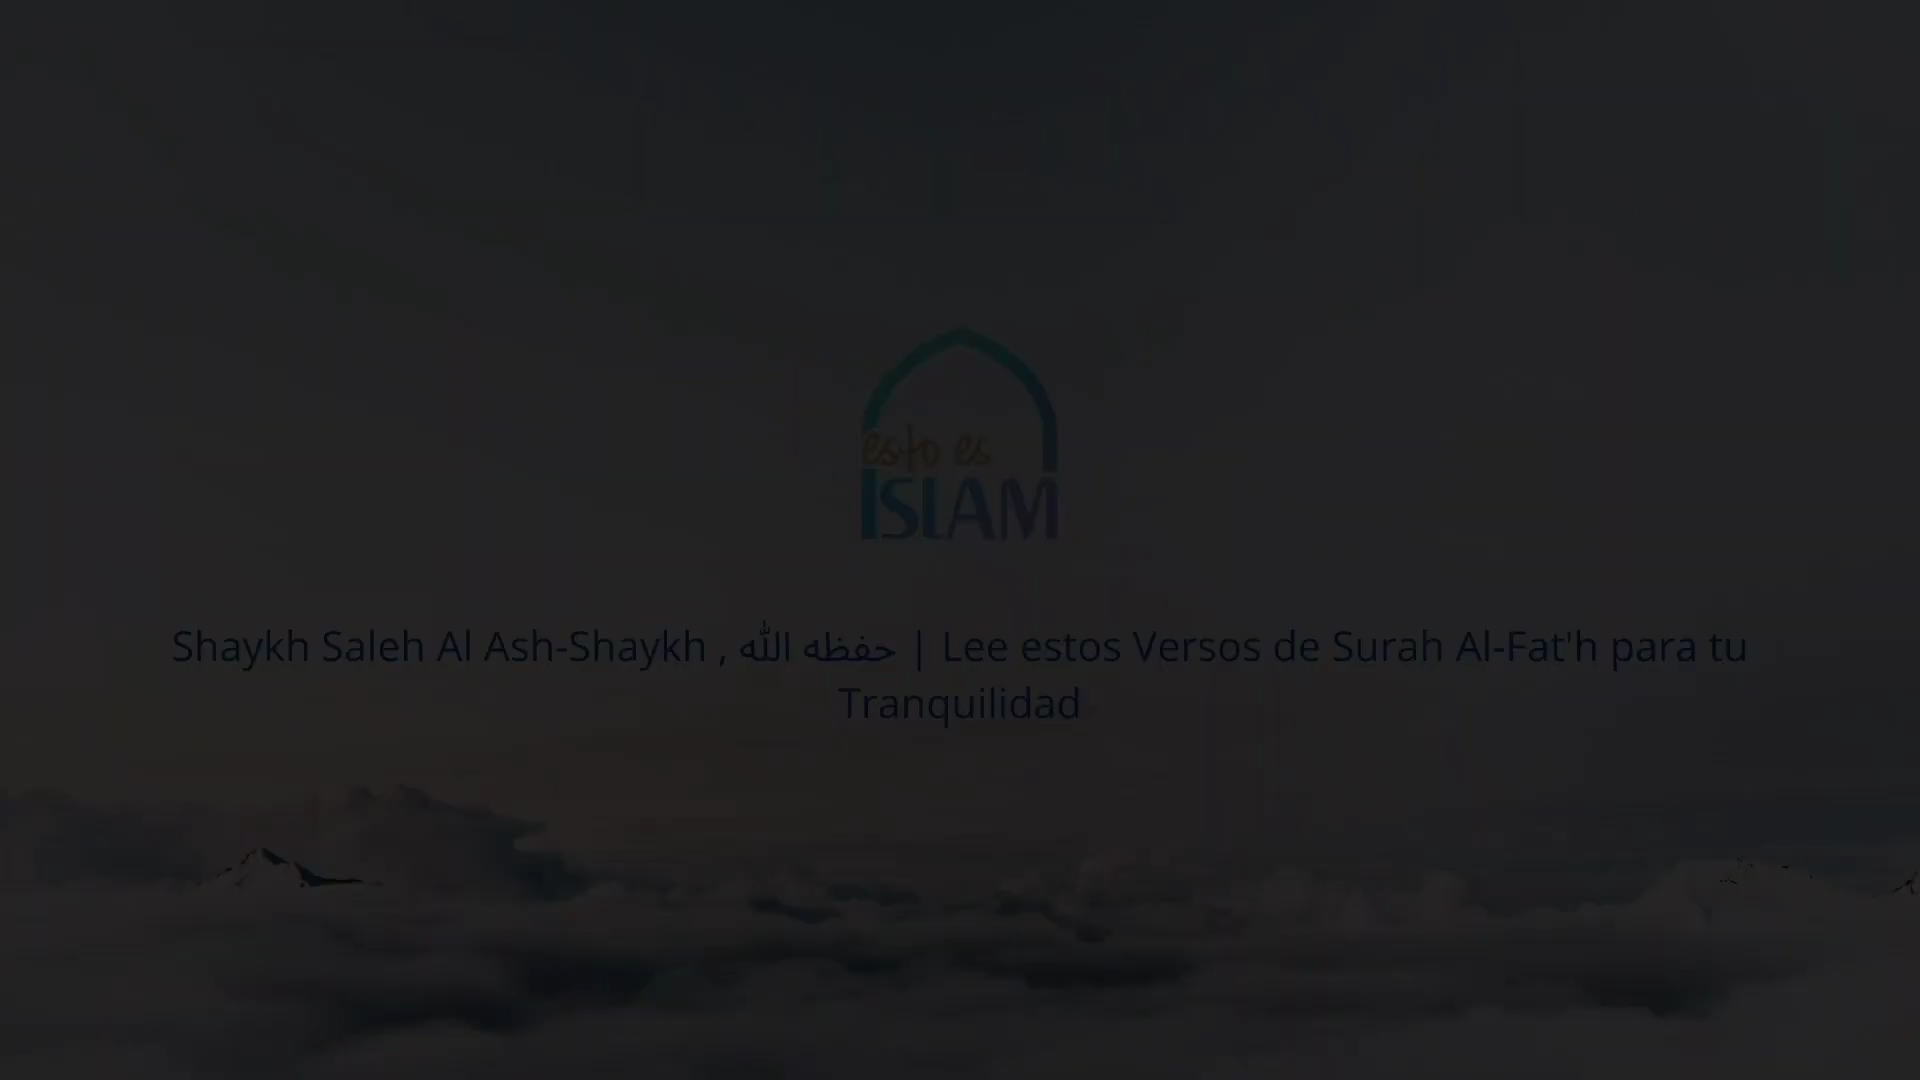 esto es
ISLAM
Shaykh Saleh Al Ash-Shaykh , حفظه الله | Lee estos Versos de Surah Al-Fat'h para tu
Tranquilidad